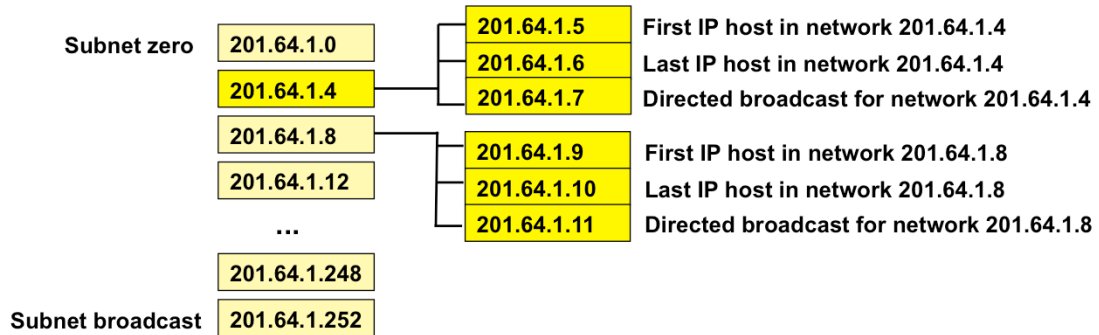 201.64.1.5 First IP host in network 201.64.1.4
Subnet zero 201.64.1.0
201.64.1.6 Last IP host in network 201.64.1.4
201.64.1.4
201.64.1.7 Directed broadcast for network 201.64.1.4
201.64.1.8
201.64.1.9 First IP host in network 201.64.1.8
201.64.1.12
201.64.1.10 Last IP host in network 201.64.1.8
201.64.1.11 Directed broadcast for network 201.64.1.8
...
201.64.1.248
Subnet broadcast 201.64.1.252